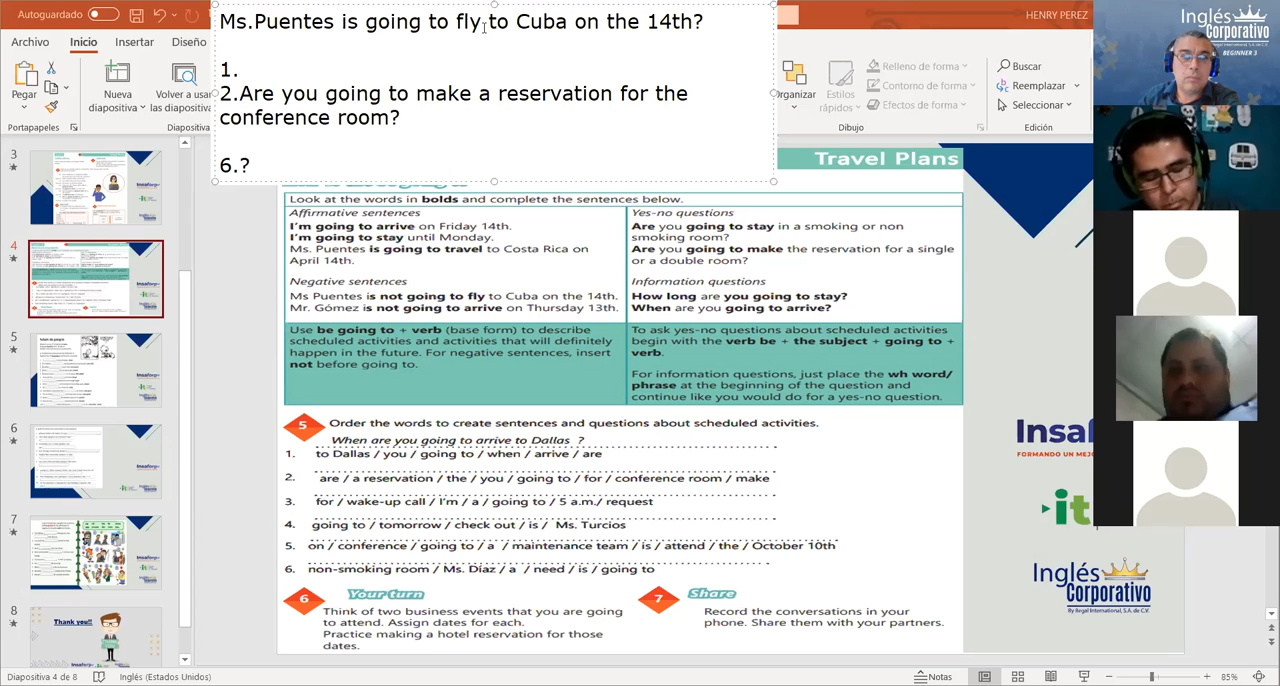 Autoguardado
Ms.Puentes is going to fly to Cuba on the 14th?
1.
2.Are you going to make a reservation for the
conference room?
6.?
HENRY PEREZ
Archivo
Inicio
Insertar
Diseño
Pegar
Nueva
diapositiva
Volver a usar
las diapositivas
Portapapeles
Diapositiva
Organizar
Estilos
rápidos
Relleno de forma
Contorno de forma
Efectos de forma
Dibujo
Buscar
Reemplazar
Seleccionar
Edición
Inglés
Corporativo
BEGINNER 3
3
4
5
6
7
8
Thank you!!
Travel Plans
Look at the words in bolds and complete the sentences below.
Affirmative sentences
I'm going to arrive on Friday 14th.
I'm going to stay until Monday.
Ms. Puentes is going to travel to Costa Rica on
April 14th.
Negative sentences
Ms Puentes is not going to fly to Cuba on the 14th.
Mr. Gómez is not going to arrive on Thursday 13th.
Yes-no questions
Are you going to stay in a smoking or non
smoking room?
Are you going to make the reservation for a single
or a double room?
Information questions
How long are you going to stay?
When are you going to arrive?
Use be going to + verb (base form) to describe
scheduled activities and activities that will definitely
happen in the future. For negative sentences, insert
not before going to.
To ask yes-no questions about scheduled activities
begin with the verb be + the subject + going to +
verb.
For information questions, just place the wh word/
phrase at the beginning of the question and
continue like you would do for a yes-no question.
5 Order the words to create sentences and questions about scheduled activities.
When are you going to arrive to Dallas ?
1. to Dallas / you / going to / when / arrive / are
2. are / a reservation / the / you / going to / for / conference room / make
3. for / wake-up call / I'm / a / going to / 5 a.m./ request
4. going to / tomorrow / check out / is / Ms. Turcios
5. on / conference / going to / a / maintenance team / is / attend / the / October 10th
6. non-smoking room / Ms. Díaz / a / need / is / going to
6 Your turn
Think of two business events that you are going
to attend. Assign dates for each.
Practice making a hotel reservation for those
dates.
7 Share
Record the conversations in your
phone. Share them with your partners.
Insaf
FORMANDO UN MEJ
it
Inglés
Corporativo
By Regal International, S.A. de C.V.
Diapositiva 4 de 8
Inglés (Estados Unidos)
Notas
85%